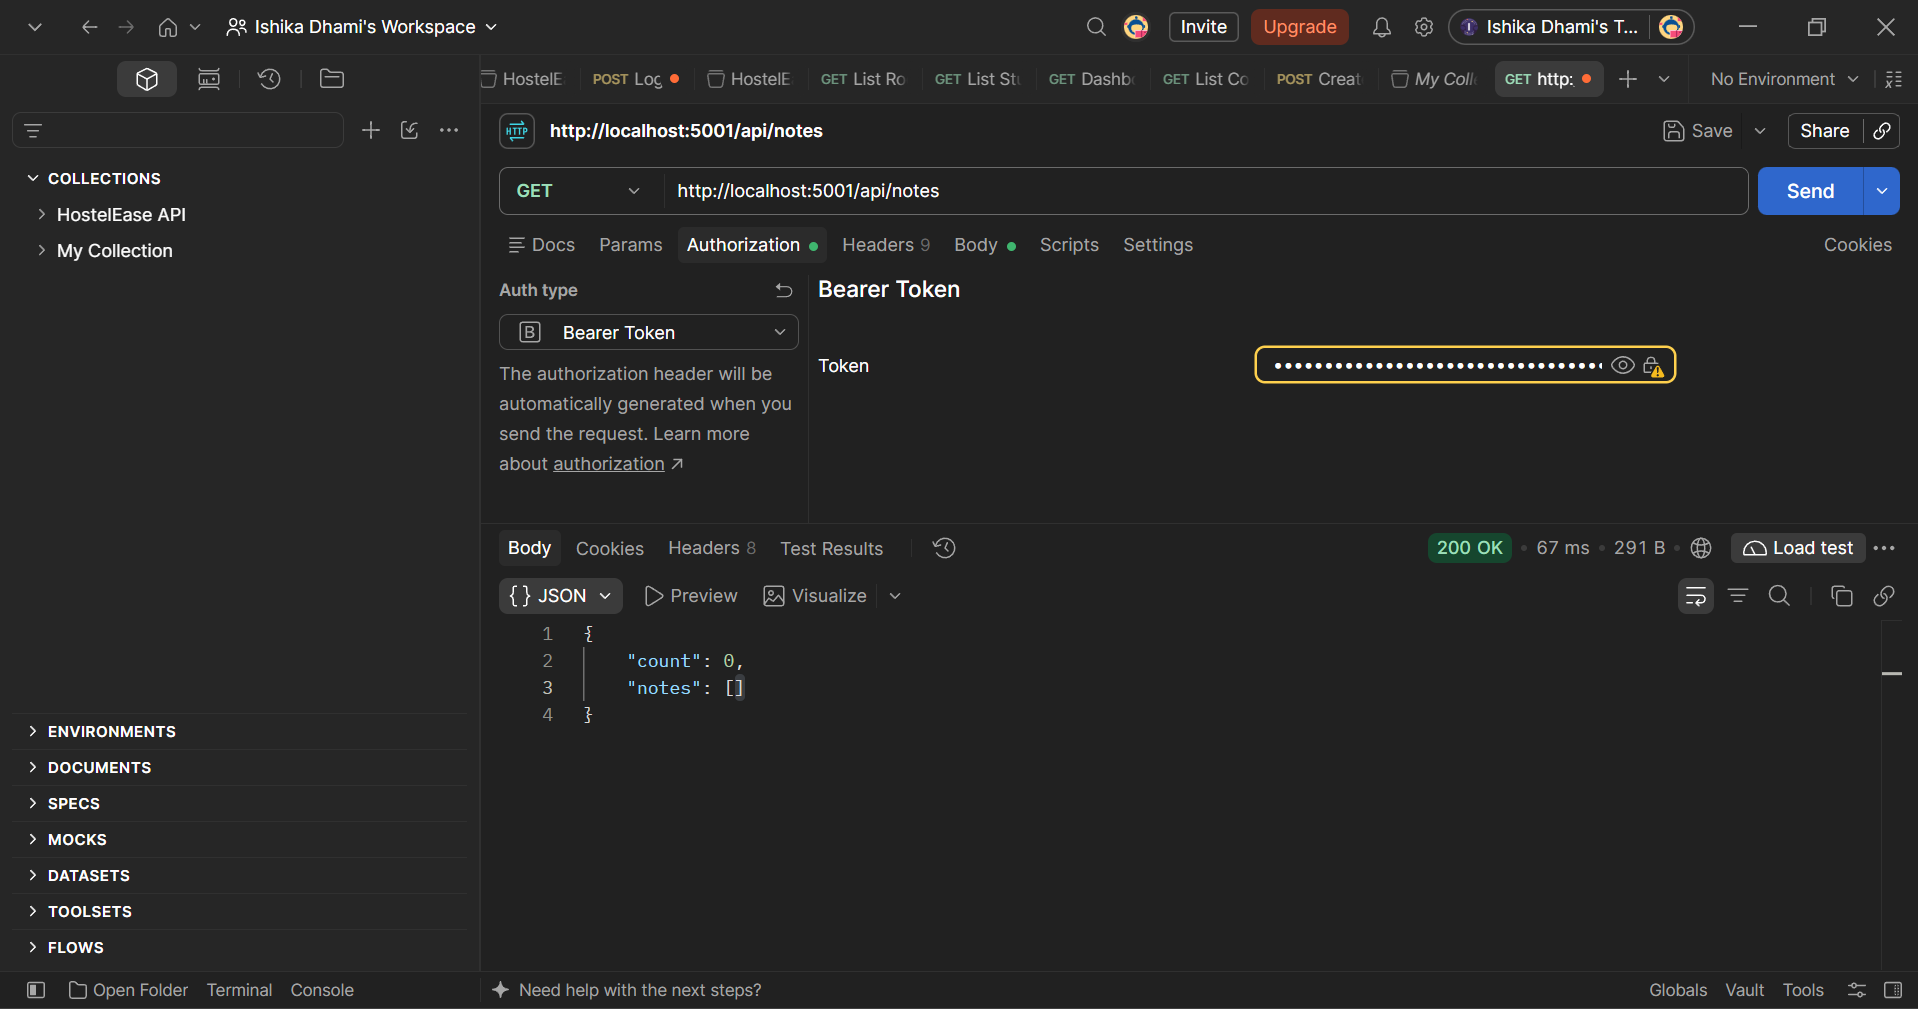 Ishika Dhami's Workspace
Invite
Upgrade
Ishika Dhami's T...
HostelE
POST Log
HostelE
GET List Ro
GET List Stu
GET Dashb
GET List Co
POST Creat
My Coll
GET http:
No Environment
HTTP http://localhost:5001/api/notes
Save
Share
COLLECTIONS
HostelEase API
My Collection
GET http://localhost:5001/api/notes
Send
Docs Params Authorization Headers 9 Body Scripts Settings
Cookies
Auth type
B Bearer Token
The authorization header will be
automatically generated when you
send the request. Learn more
about authorization
Bearer Token
Token
Body Cookies Headers 8 Test Results
200 OK • 67 ms • 291 B
Load test
{ } JSON Preview Visualize
1 {
2 "count": 0,
3 "notes": []
4 }
ENVIRONMENTS
DOCUMENTS
SPECS
MOCKS
DATASETS
TOOLSETS
FLOWS
Open Folder Terminal Console
Need help with the next steps?
Globals Vault Tools